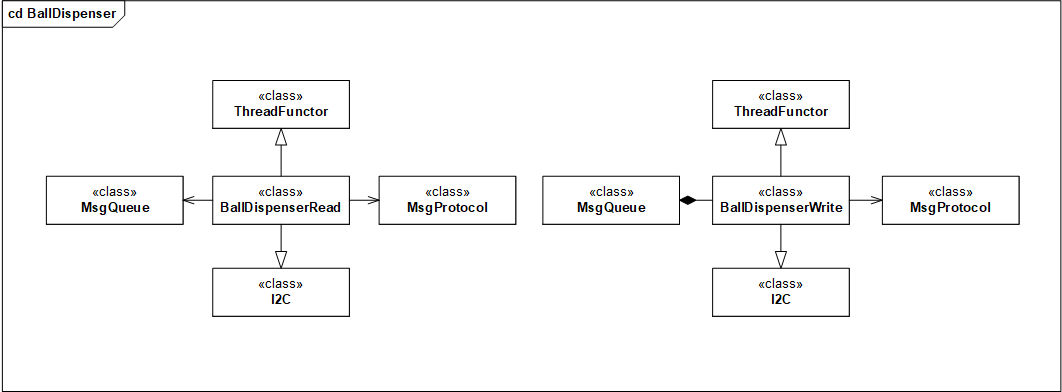 cd BallDispenser
«class»
ThreadFunctor
«class»
ThreadFunctor
«class»
MsgQueue
«class»
BallDispenserRead
«class»
MsgProtocol
«class»
MsgQueue
«class»
BallDispenserWrite
«class»
MsgProtocol
«class»
I2C
«class»
I2C